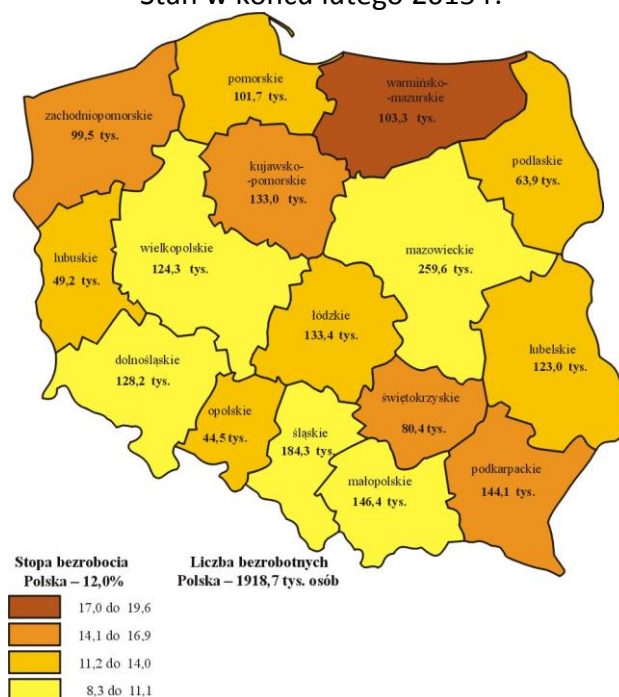 Stan w końcu lutego 2015 r.
pomorskie
101,7 tys.
warmińsko-
-mazurskie
103,3 tys.
zachodniopomorskie
99,5 tys.
podlaskie
63,9 tys.
kujawsko-
-pomorskie
133,0 tys.
wielkopolskie
124,3 tys.
mazowieckie
259,6 tys.
lubuskie
49,2 tys.
łódzkie
133,4 tys.
lubelskie
123,0 tys.
dolnośląskie
128,2 tys.
opolskie
44,5 tys.
śląskie
184,3 tys.
świętokrzyskie
80,4 tys.
małopolskie
146,4 tys.
podkarpackie
144,1 tys.
Stopa bezrobocia
Polska – 12,0%
Liczba bezrobotnych
Polska – 1918,7 tys. osób
17,0 do 19,6
14,1 do 16,9
11,2 do 14,0
8,3 do 11,1